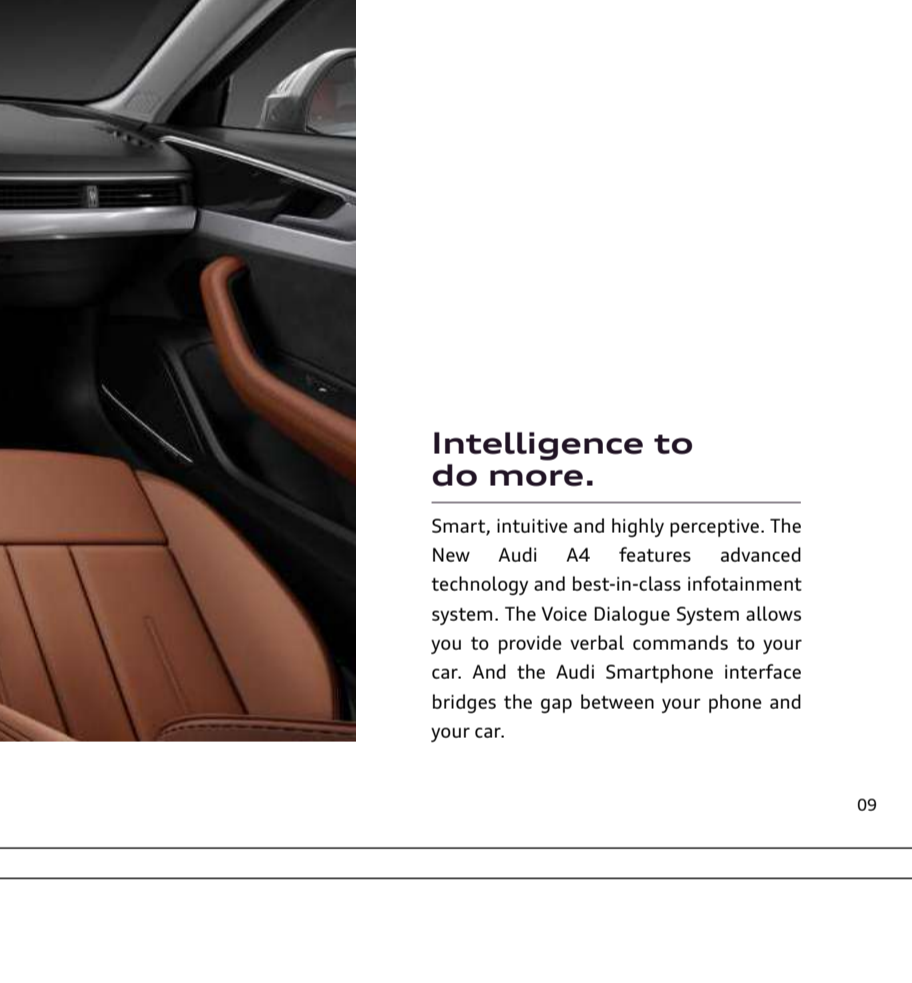 Intelligence to
do more.
Smart, intuitive and highly perceptive. The
New Audi A4 features advanced
technology and best-in-class infotainment
system. The Voice Dialogue System allows
you to provide verbal commands to your
car. And the Audi Smartphone interface
bridges the gap between your phone and
your car.
09